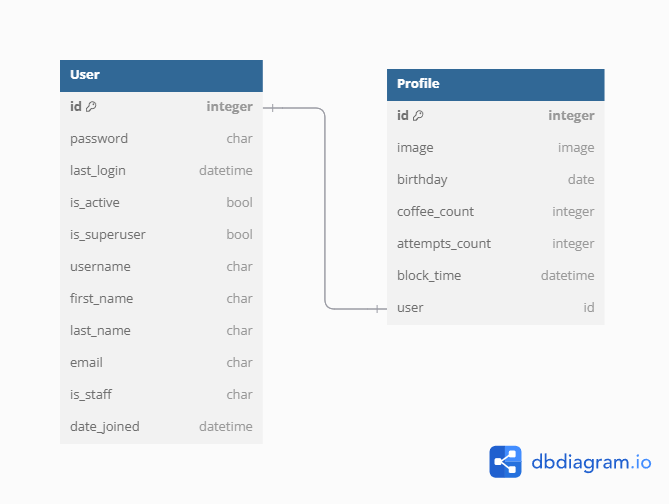 User
id integer
password char
last_login datetime
is_active bool
is_superuser bool
username char
first_name char
last_name char
email char
is_staff char
date_joined datetime
Profile
id integer
image image
birthday date
coffee_count integer
attempts_count integer
block_time datetime
user id
dbdiagram.io